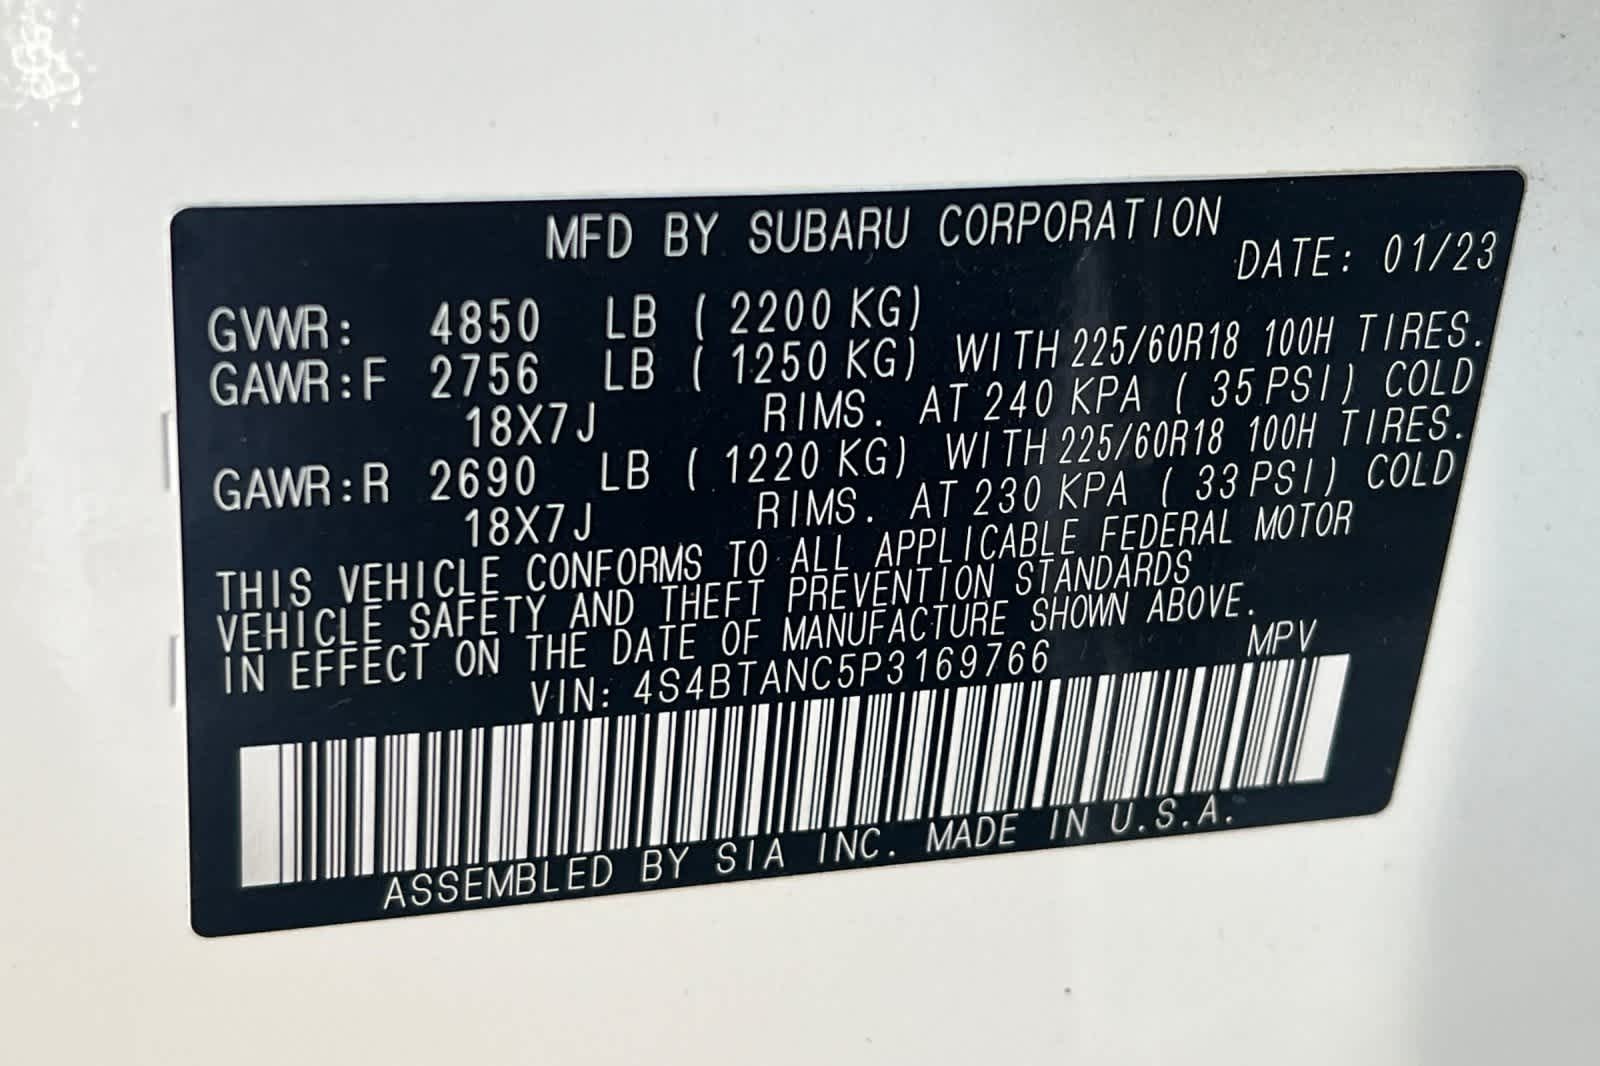 MFD BY SUBARU CORPORATION
DATE: 01/23
GVWR: 4850 LB ( 2200 KG)
GAWR:F 2756 LB ( 1250 KG) WITH 225/60R18 100H TIRES.
18X7J RIMS. AT 240 KPA ( 35 PSI) COLD
GAWR:R 2690 LB ( 1220 KG) WITH 225/60R18 100H TIRES.
18X7J RIMS. AT 230 KPA ( 33 PSI) COLD
THIS VEHICLE CONFORMS TO ALL APPLICABLE FEDERAL MOTOR
VEHICLE SAFETY AND THEFT PREVENTION STANDARDS
IN EFFECT ON THE DATE OF MANUFACTURE SHOWN ABOVE.
VIN: 4S4BTANC5P3169766 MPV
ASSEMBLED BY SIA INC. MADE IN U.S.A.